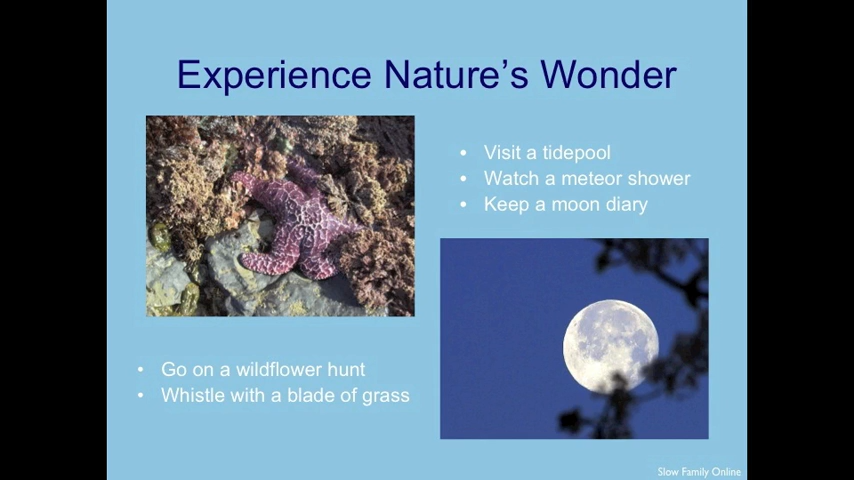 Experience Nature's Wonder
• Visit a tidepool
• Watch a meteor shower
• Keep a moon diary
• Go on a wildflower hunt
• Whistle with a blade of grass
Slow Family Online